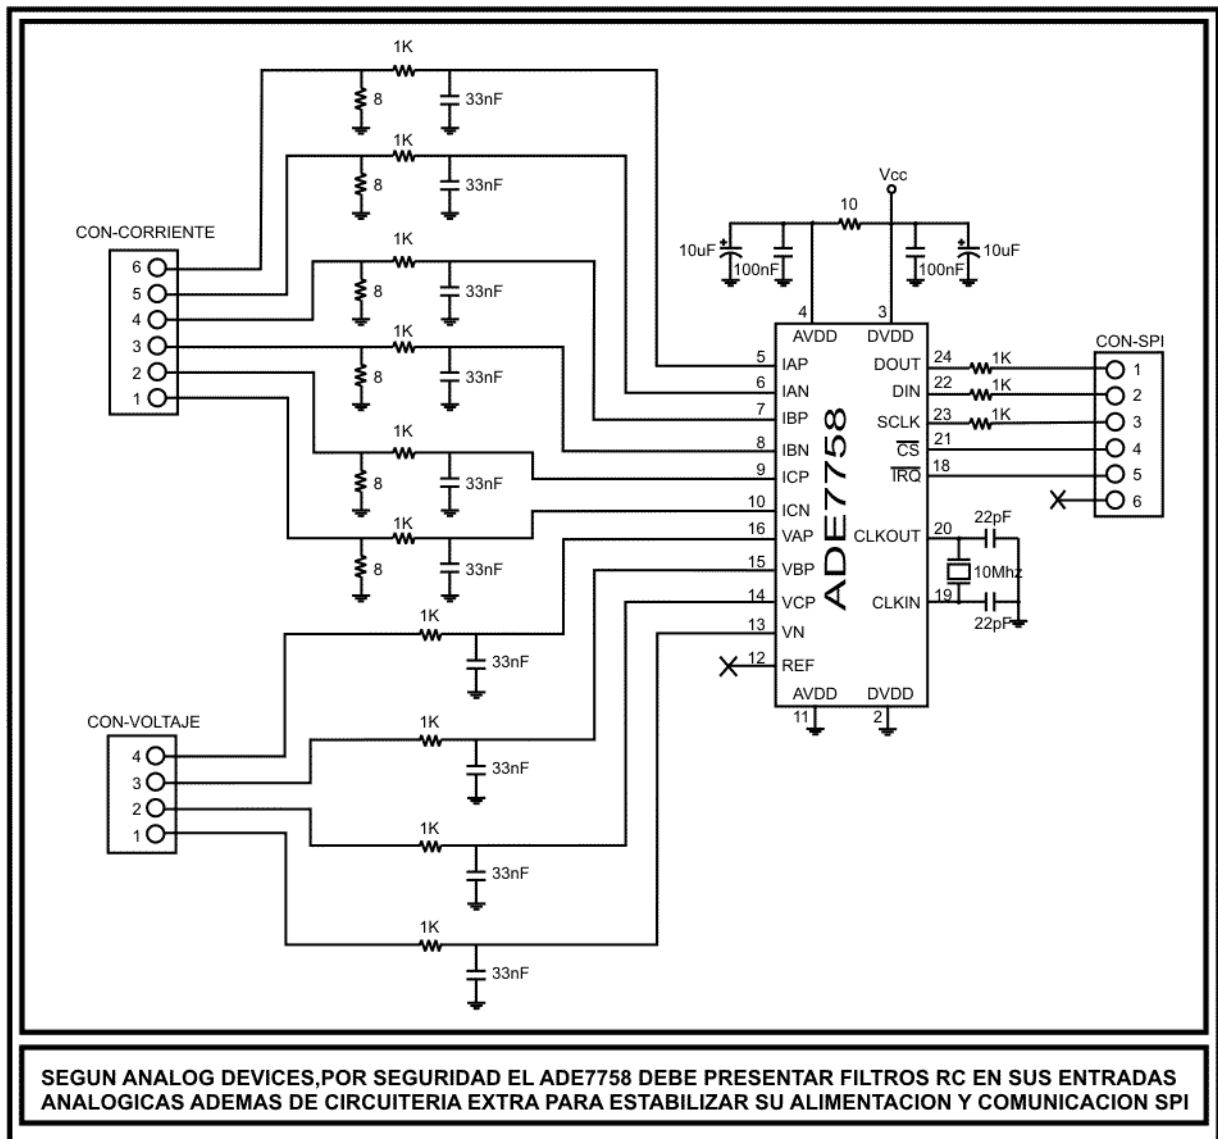 1K
8
33nF
1K
8
33nF
CON-CORRIENTE
6
5
4
3
2
1
1K
8
33nF
1K
8
33nF
1K
8
33nF
1K
8
33nF
Vcc
10
+
10uF
100nF
100nF
+
10uF
4
3
AVDD
DVDD
5
IAP
6
IAN
7
IBP
8
IBN
9
ICP
10
ICN
16
VAP
15
VBP
14
VCP
13
VN
12
REF
ADE7758
DOUT
24
1K
DIN
22
1K
SCLK
23
1K
CS
21
IRQ
18
CLKOUT
20
22pF
10Mhz
CLKIN
19
22pF
AVDD
DVDD
11
2
CON-SPI
1
2
3
4
5
6
CON-VOLTAJE
4
3
2
1
1K
33nF
1K
33nF
1K
33nF
1K
33nF
SEGUN ANALOG DEVICES,POR SEGURIDAD EL ADE7758 DEBE PRESENTAR FILTROS RC EN SUS ENTRADAS
ANALOGICAS ADEMAS DE CIRCUITERIA EXTRA PARA ESTABILIZAR SU ALIMENTACION Y COMUNICACION SPI